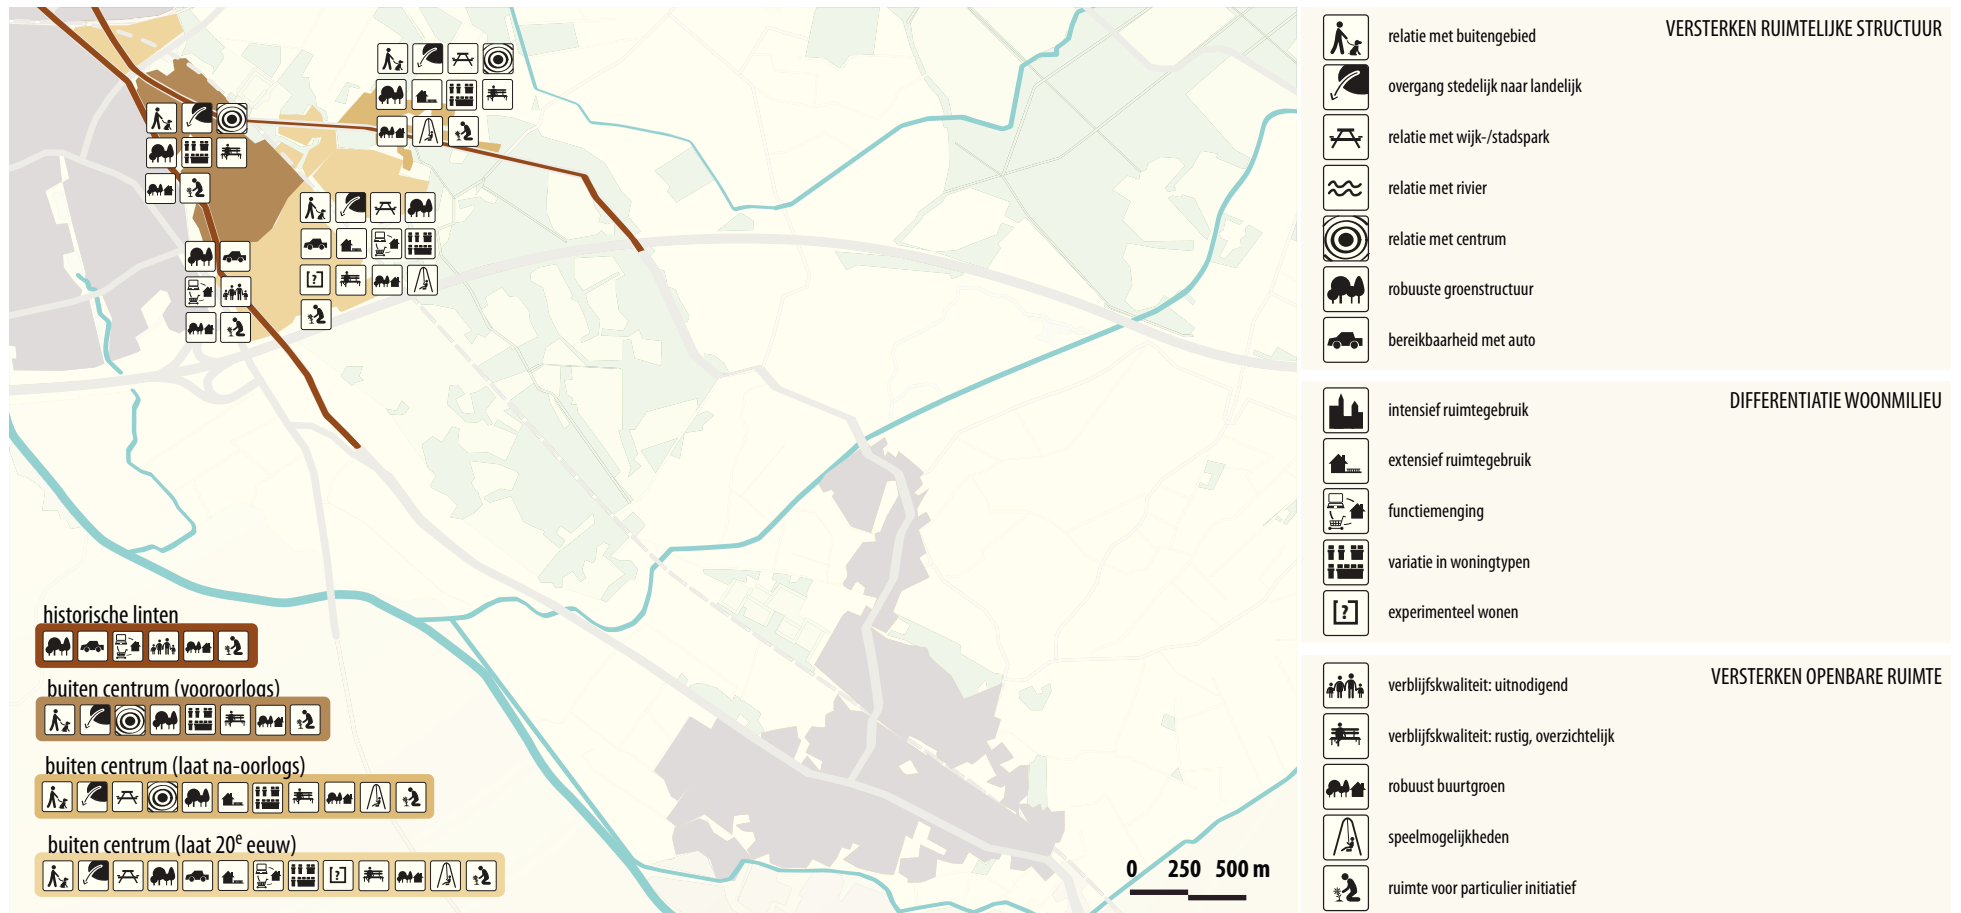 historische linten
buiten centrum (vooroorlogs)
buiten centrum (laat na-oorlogs)
buiten centrum (laat 20e eeuw)
[?]
[?]
0 250 500 m
VERSTERKEN RUIMTELIJKE STRUCTUUR
relatie met buitengebied
overgang stedelijk naar landelijk
relatie met wijk-/stadspark
relatie met rivier
relatie met centrum
robuuste groenstructuur
bereikbaarheid met auto
DIFFERENTIATIE WOONMILIEU
intensief ruimtegebruik
extensief ruimtegebruik
functiemenging
variatie in woningtypen
[?] experimenteel wonen
VERSTERKEN OPENBARE RUIMTE
verblijfskwaliteit: uitnodigend
verblijfskwaliteit: rustig, overzichtelijk
robuust buurtgroen
speelmogelijkheden
ruimte voor particulier initiatief